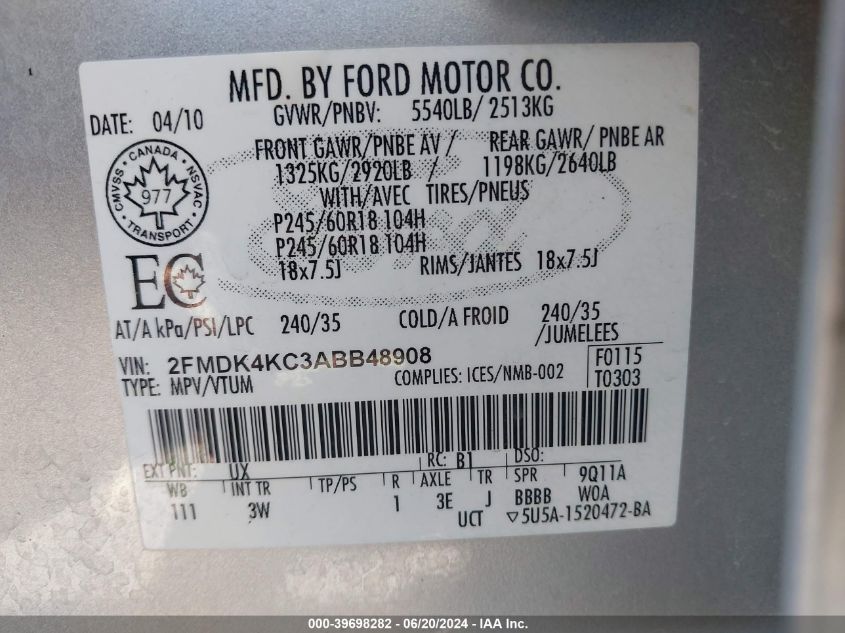 MFD. BY FORD MOTOR CO.
DATE: 04/10 GVWR/PNBV: 5540LB/ 2513KG
FRONT GAWR/PNBE AV / REAR GAWR/ PNBE AR
1325KG/2920LB / 1198KG/2640LB
WITH/AVEC TIRES/PNEUS
CANADA
CMVSS NSVAC
977
TRANSPORT
P245/60R18 104H
P245/60R18 104H
18x7.5J RIMS/JANTES 18x7.5J
EC
AT/A kPa/PSI/LPC 240/35 COLD/A FROID 240/35
/JUMELEES
VIN: 2FMDK4KC3ABB48908 F0115
TYPE: MPV/VTUM COMPLIES: ICES/NMB-002 T0303
EXT PNT: UX RC: B1 DSO:
WB INT TR TP/PS R AXLE TR SPR 9Q11A
111 3W 1 3E J BBBB WOA
UCT ▽5U5A-1520472-BA
000-39698282 - 06/20/2024 - IAA Inc.